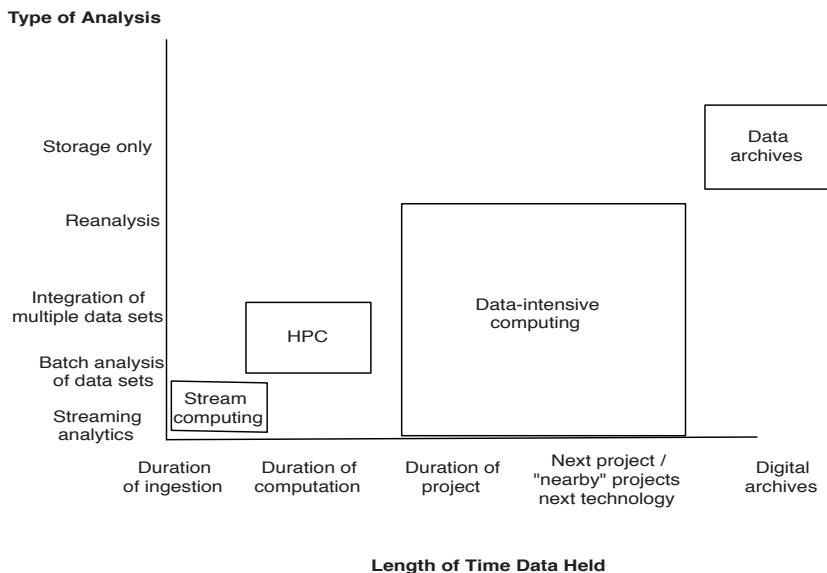 Type of Analysis
Storage only
Data
archives
Reanalysis
Integration of
multiple data sets
HPC
Data-intensive
computing
Batch analysis
of data sets
Stream
computing
Streaming
analytics
Duration
of ingestion
Duration of
computation
Duration of
project
Next project /
"nearby" projects
next technology
Digital
archives
Length of Time Data Held